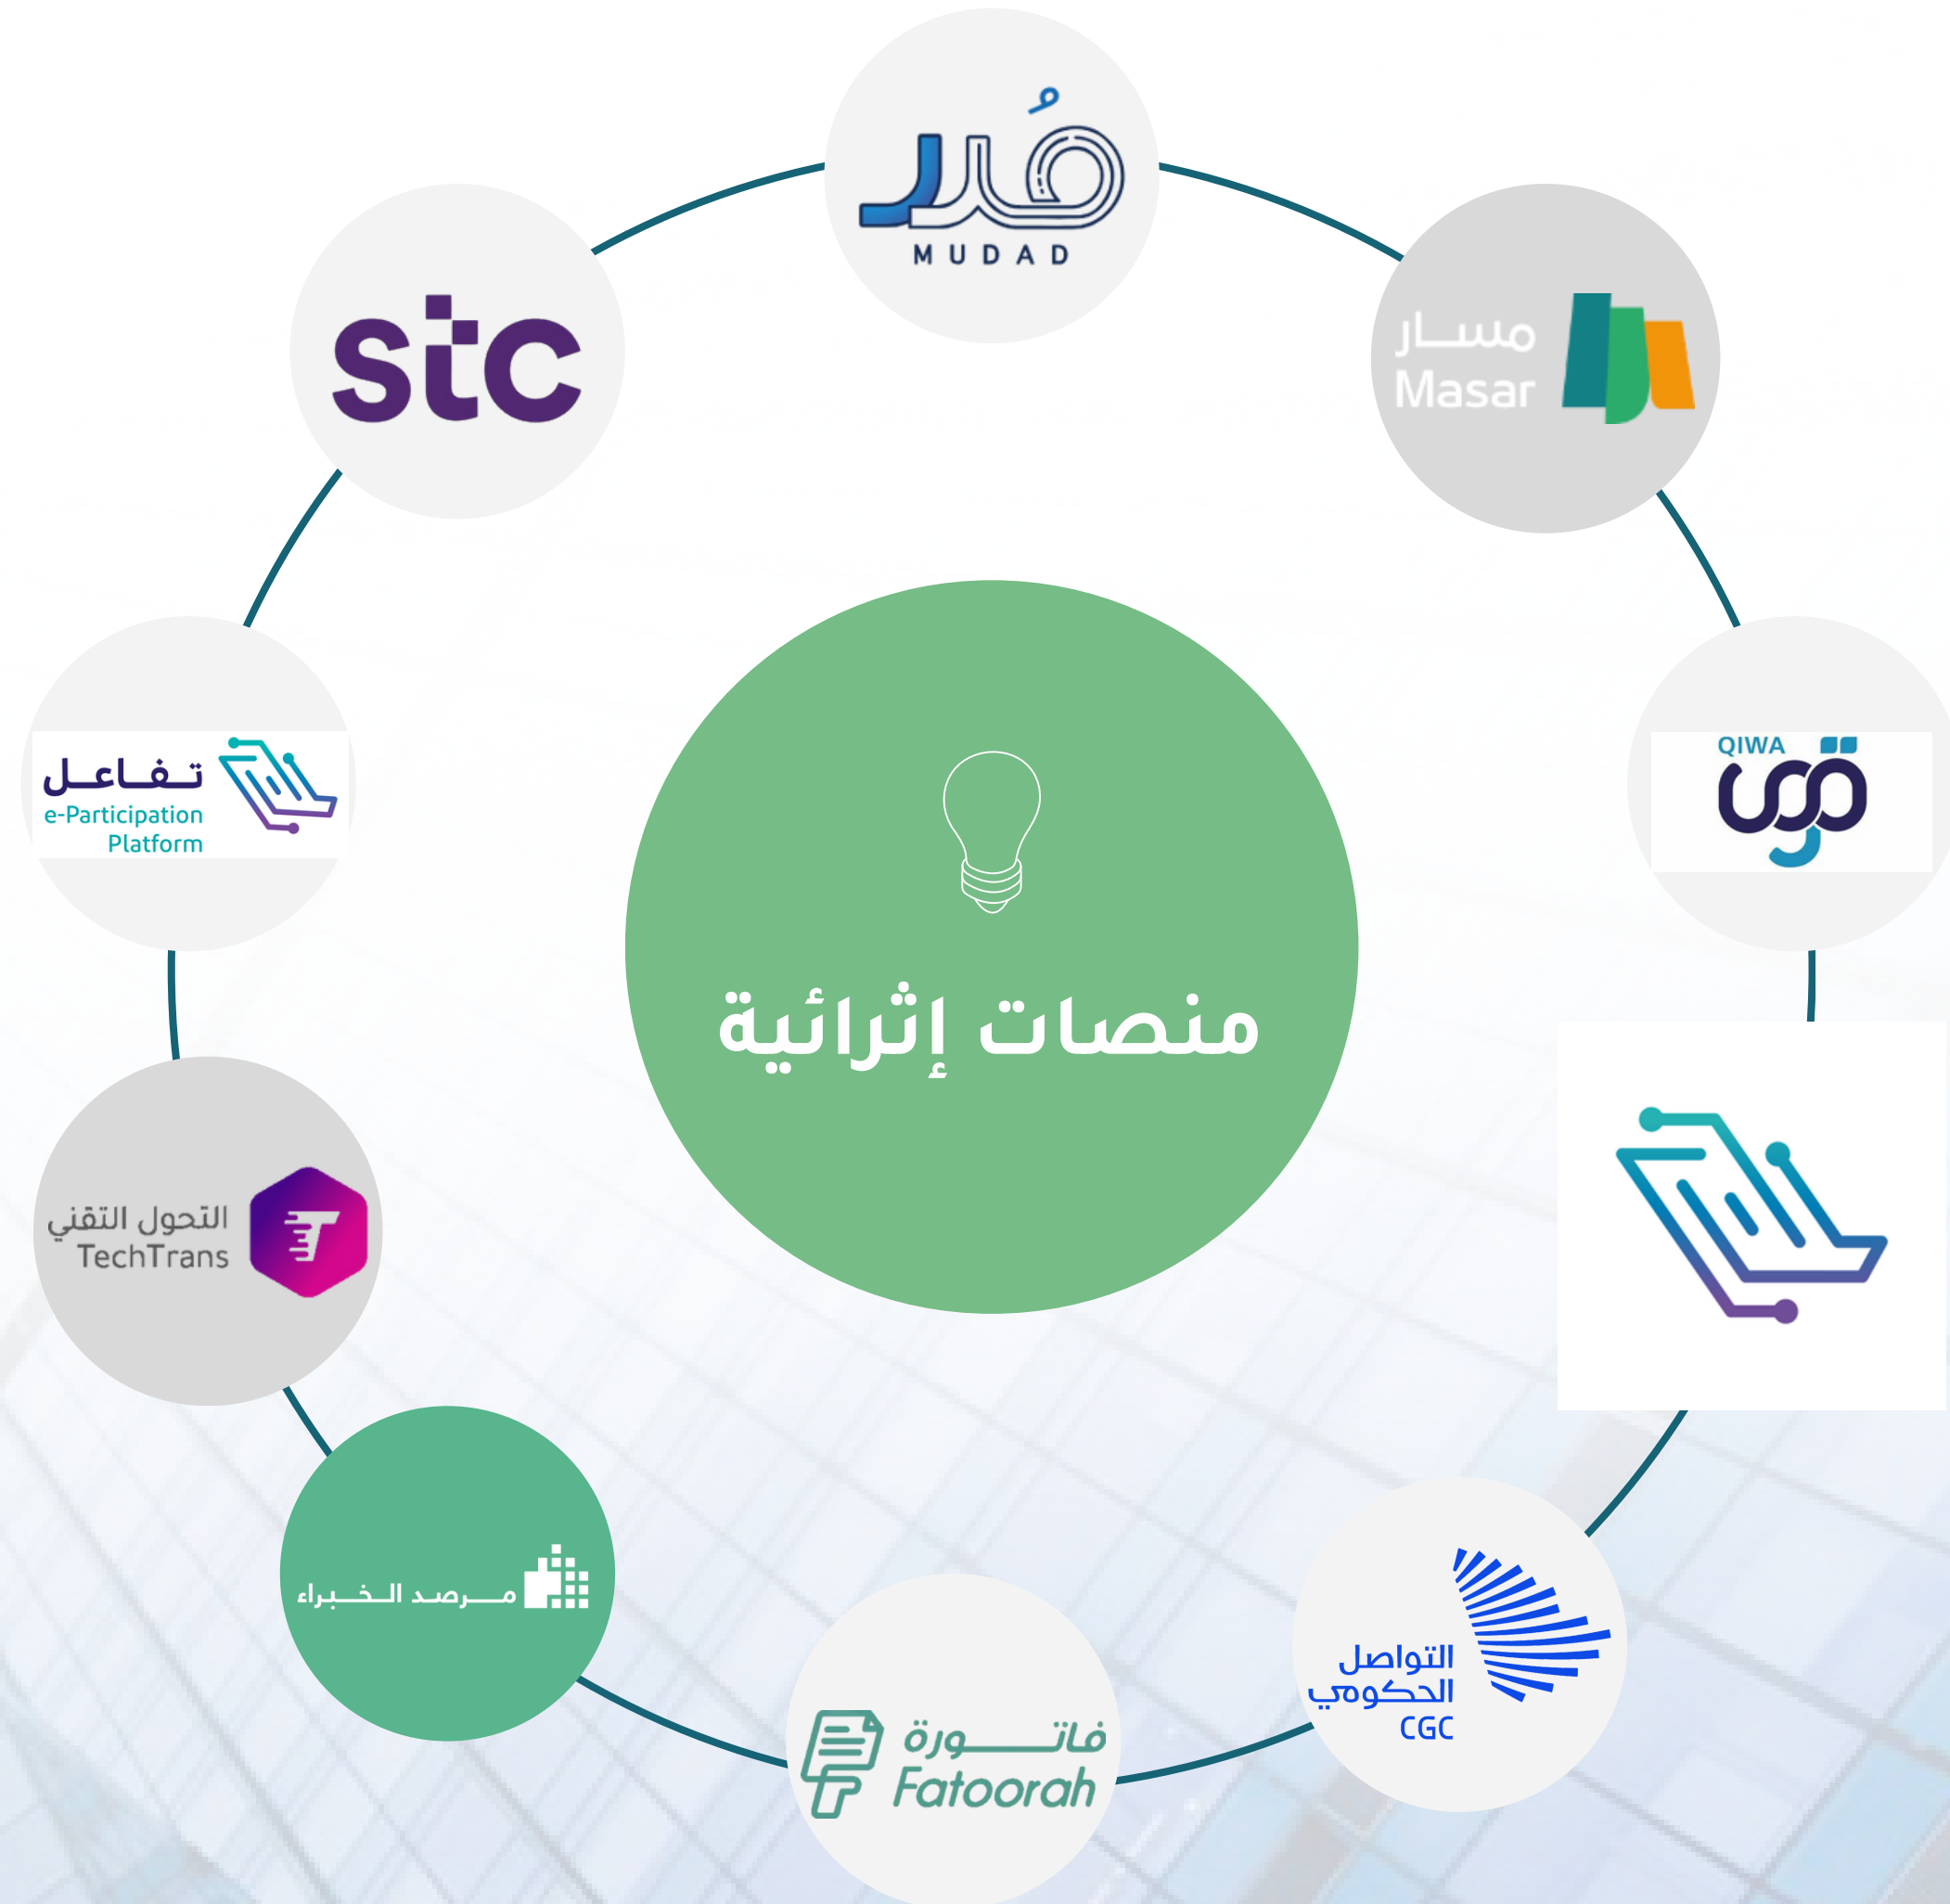 مُدد
MUDAD
stc
مسار
Masar
تفاعل
e-Participation
Platform
QIWA
قوى
منصات إثرائية
التحول التقني
TechTrans
مرصد الخبراء
التواصل
الحكومي
CGC
فاتورة
Fatoorah